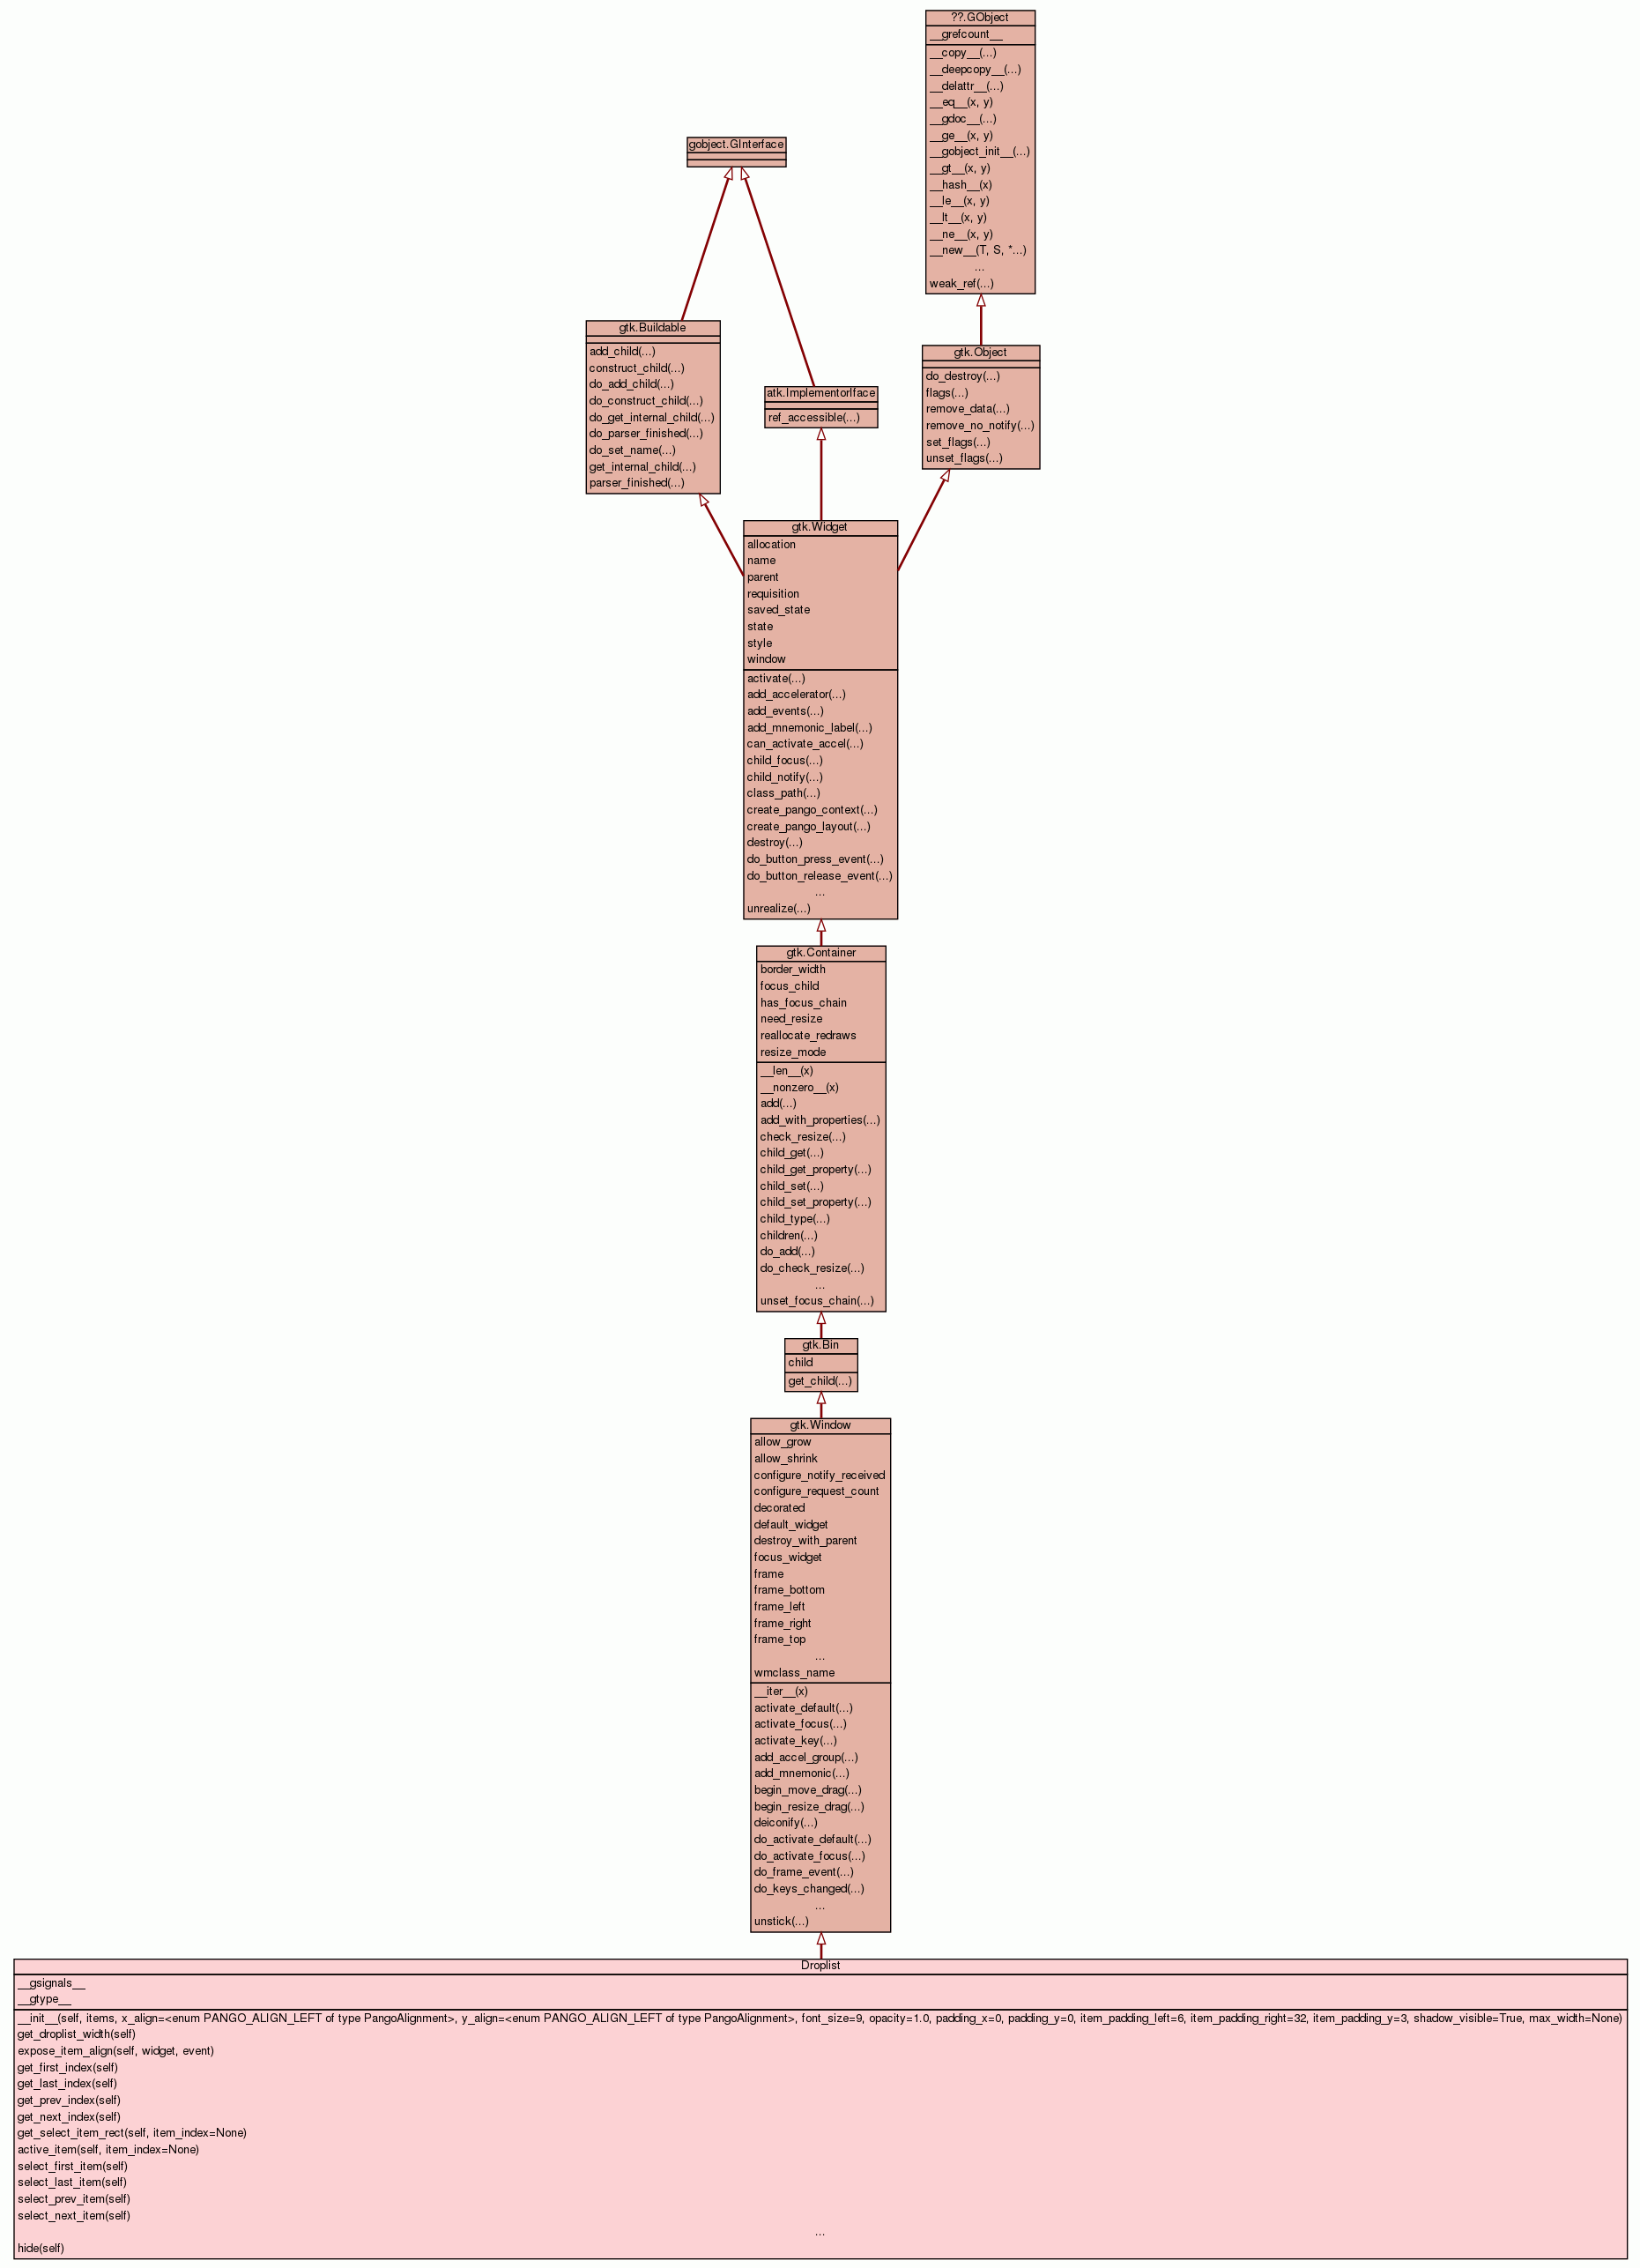 ??.GObject
__grefcount__
__copy__(...)
__deepcopy__(...)
__delattr__(...)
__eq__(x, y)
__gdoc__(...)
__ge__(x, y)
__gobject_init__(...)
__gt__(x, y)
__hash__(x)
__le__(x, y)
__lt__(x, y)
__ne__(x, y)
__new__(T, S, *...)
...
weak_ref(...)
gobject.GInterface
gtk.Buildable
add_child(...)
construct_child(...)
do_add_child(...)
do_construct_child(...)
do_get_internal_child(...)
do_parser_finished(...)
do_set_name(...)
get_internal_child(...)
parser_finished(...)
atk.ImplementorIface
ref_accessible(...)
gtk.Object
do_destroy(...)
flags(...)
remove_data(...)
remove_no_notify(...)
set_flags(...)
unset_flags(...)
gtk.Widget
allocation
name
parent
requisition
saved_state
state
style
window
activate(...)
add_accelerator(...)
add_events(...)
add_mnemonic_label(...)
can_activate_accel(...)
child_focus(...)
child_notify(...)
class_path(...)
create_pango_context(...)
create_pango_layout(...)
destroy(...)
do_button_press_event(...)
do_button_release_event(...)
...
unrealize(...)
gtk.Container
border_width
focus_child
has_focus_chain
need_resize
reallocate_redraws
resize_mode
__len__(x)
__nonzero__(x)
add(...)
add_with_properties(...)
check_resize(...)
child_get(...)
child_get_property(...)
child_set(...)
child_set_property(...)
child_type(...)
children(...)
do_add(...)
do_check_resize(...)
...
unset_focus_chain(...)
gtk.Bin
child
get_child(...)
gtk.Window
allow_grow
allow_shrink
configure_notify_received
configure_request_count
decorated
default_widget
destroy_with_parent
focus_widget
frame
frame_bottom
frame_left
frame_right
frame_top
...
wmclass_name
__iter__(x)
activate_default(...)
activate_focus(...)
activate_key(...)
add_accel_group(...)
add_mnemonic(...)
begin_move_drag(...)
begin_resize_drag(...)
deiconify(...)
do_activate_default(...)
do_activate_focus(...)
do_frame_event(...)
do_keys_changed(...)
...
unstick(...)
Droplist
__gsignals__
__gtype__
__init__(self, items, x_align=<enum PANGO_ALIGN_LEFT of type PangoAlignment>, y_align=<enum PANGO_ALIGN_LEFT of type PangoAlignment>, font_size=9, opacity=1.0, padding_x=0, padding_y=0, item_padding_left=6, item_padding_right=32, item_padding_y=3, shadow_visible=True, max_width=None)
get_droplist_width(self)
expose_item_align(self, widget, event)
get_first_index(self)
get_last_index(self)
get_prev_index(self)
get_next_index(self)
get_select_item_rect(self, item_index=None)
active_item(self, item_index=None)
select_first_item(self)
select_last_item(self)
select_prev_item(self)
select_next_item(self)
...
hide(self)